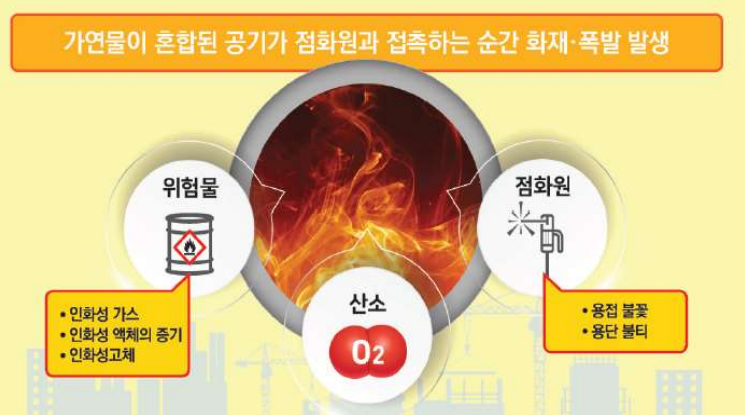 가연물이 혼합된 공기가 점화원과 접촉하는 순간 화재·폭발 발생
위험물
점화원
산소
O2
• 인화성 가스
• 인화성 액체의 증기
• 인화성고체
• 용접 불꽃
• 용단 불티